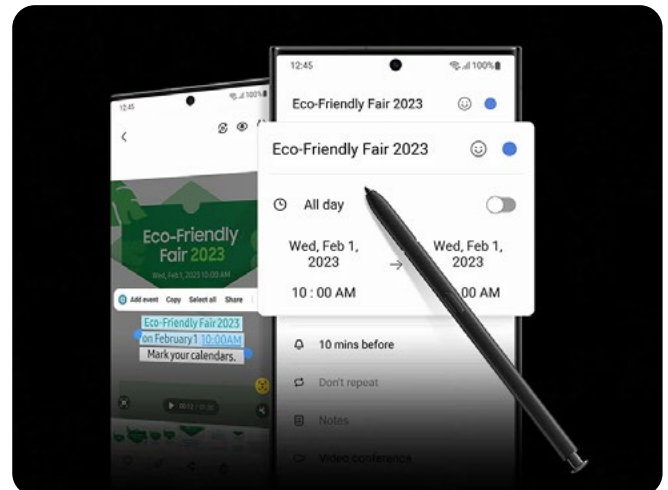 12:45
100%
Eco-Friendly
Fair 2023
Wed, Feb 1, 2023 10:00 AM
Add event Copy Select all Share
Eco-Friendly Fair 2023
on February 1 10:00AM
Mark your calendars.
12:45
100%
Eco-Friendly Fair 2023
Eco-Friendly Fair 2023
All day
Wed, Feb 1,
2023
→
Wed, Feb 1,
2023
10 : 00 AM
00 AM
10 mins before
Don't repeat
Notes
Video conference